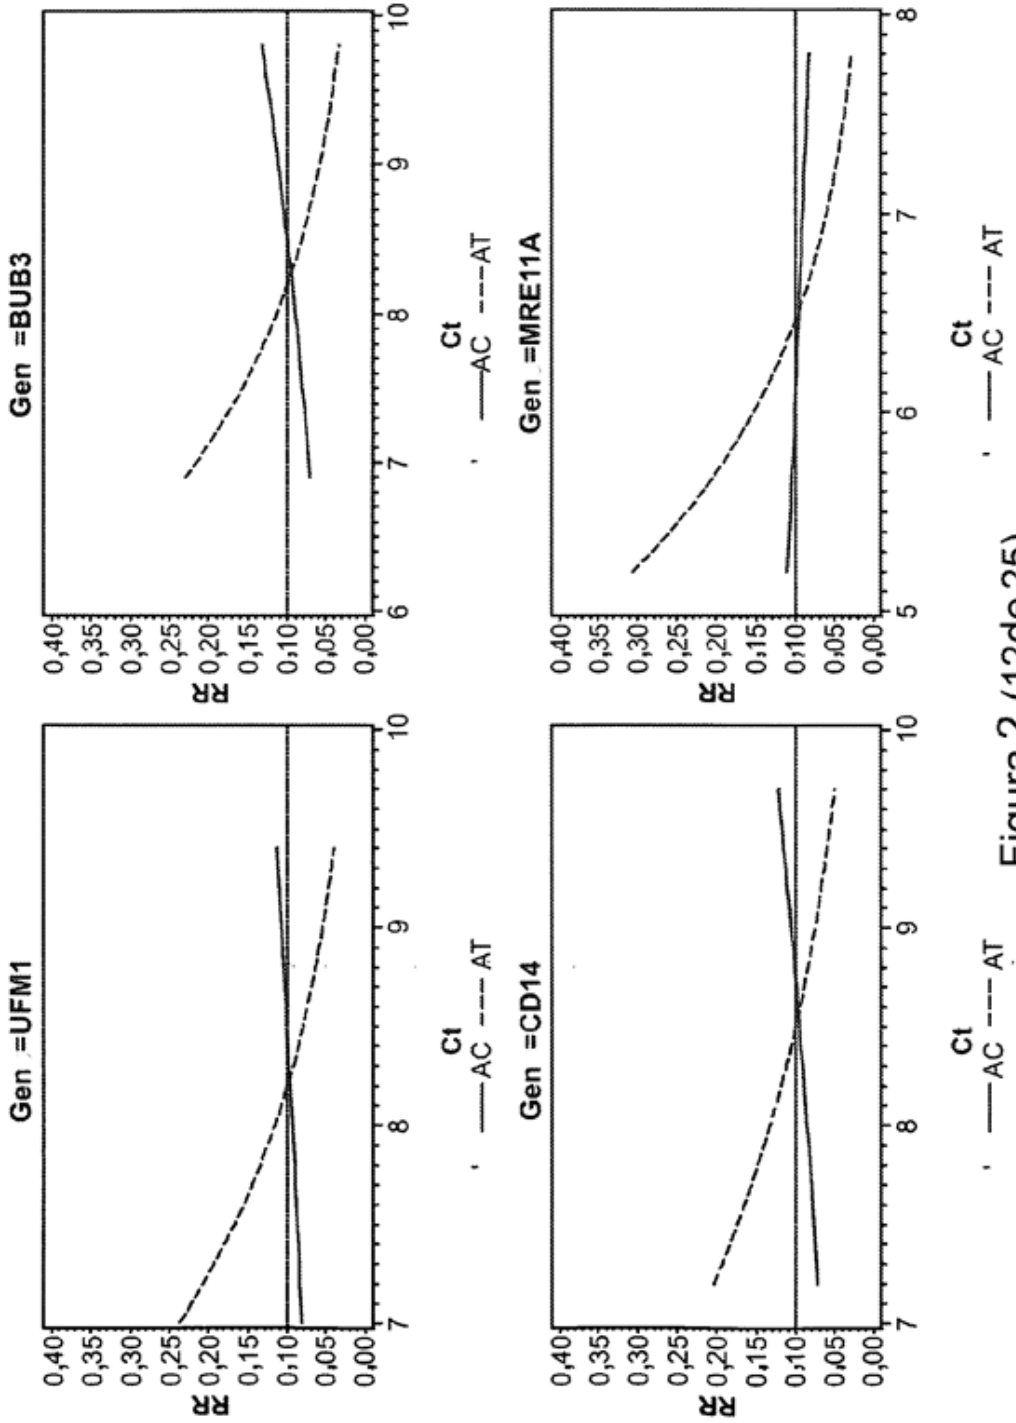 Gen =UFM1
RR
0,40
0,35
0,30
0,25
0,20
0,15
0,10
0,05
0,00
7 8 9 10
Ct
AC --- AT
Gen =BUB3
RR
0,40
0,35
0,30
0,25
0,20
0,15
0,10
0,05
0,00
6 7 8 9 10
Ct
AC --- AT
Gen =CD14
RR
0,40
0,35
0,30
0,25
0,20
0,15
0,10
0,05
0,00
7 8 9 10
Ct
AC --- AT
Gen =MRE11A
RR
0,40
0,35
0,30
0,25
0,20
0,15
0,10
0,05
0,00
5 6 7 8
Ct
AC --- AT
Figura 2 (12de 25)